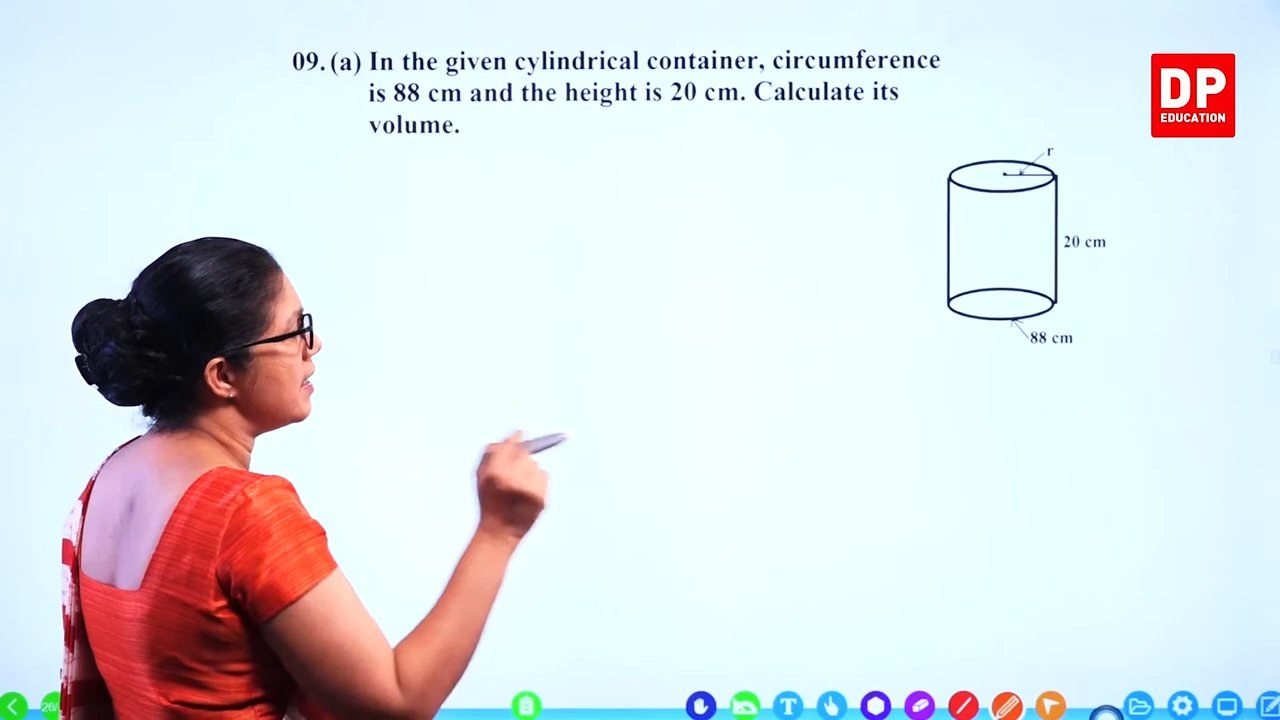 09. (a) In the given cylindrical container, circumference
is 88 cm and the height is 20 cm. Calculate its
volume.
DP
EDUCATION
r
20 cm
88 cm
26/
T